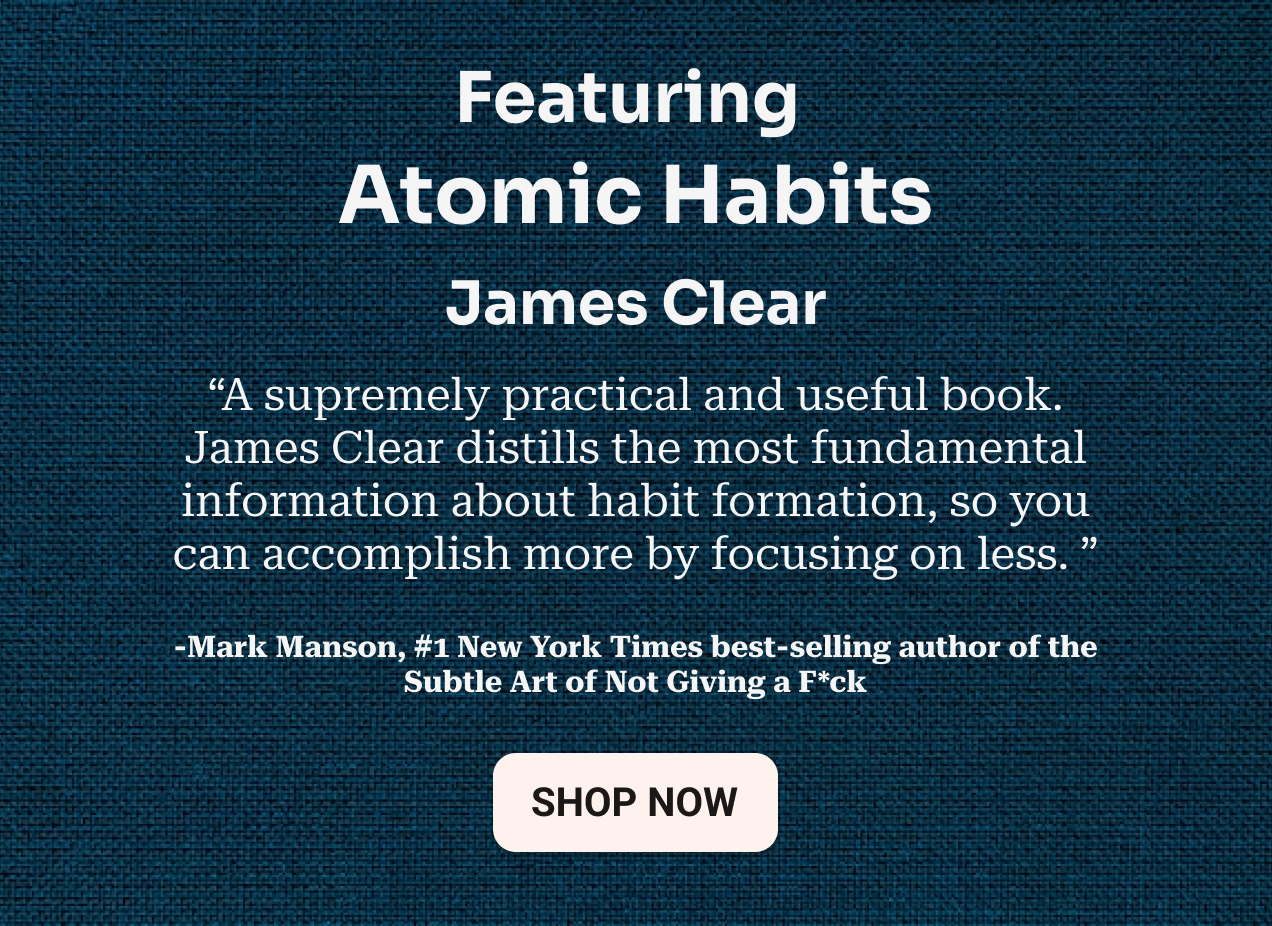 Featuring
Atomic Habits
James Clear
“A supremely practical and useful book.
James Clear distills the most fundamental
information about habit formation, so you
can accomplish more by focusing on less. ”
-Mark Manson, #1 New York Times best-selling author of the
Subtle Art of Not Giving a F*ck
SHOP NOW